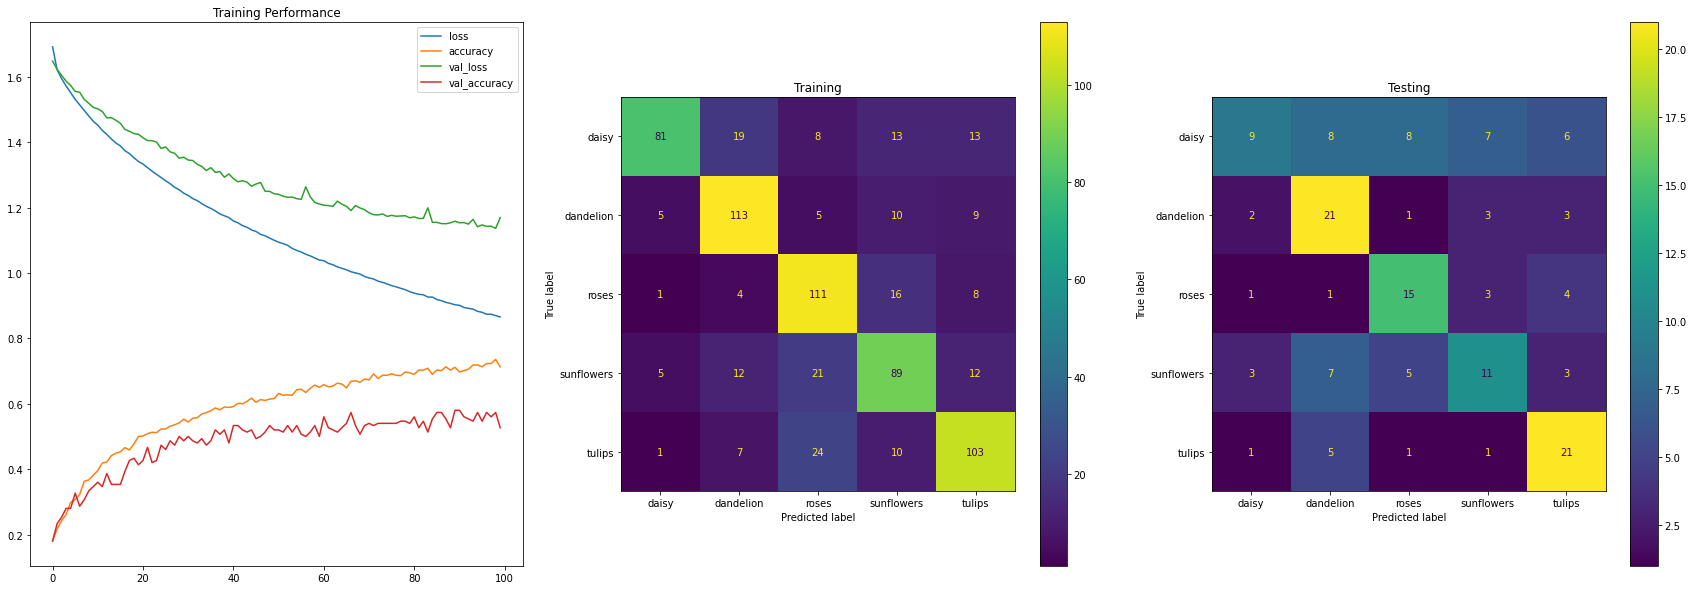 Training Performance
loss
accuracy
val_loss
val_accuracy
1.6
1.4
1.2
1.0
0.8
0.6
0.4
0.2
0 20 40 60 80 100
Training
True label
daisy 81 19 8 13 13
dandelion 5 113 5 10 9
roses 1 4 111 16 8
sunflowers 5 12 21 89 12
tulips 1 7 24 10 103
daisy dandelion roses sunflowers tulips
Predicted label
100
80
60
40
20
Testing
True label
daisy 9 8 8 7 6
dandelion 2 21 1 3 3
roses 1 1 15 3 4
sunflowers 3 7 5 11 3
tulips 1 5 1 1 21
daisy dandelion roses sunflowers tulips
Predicted label
20.0
17.5
15.0
12.5
10.0
7.5
5.0
2.5